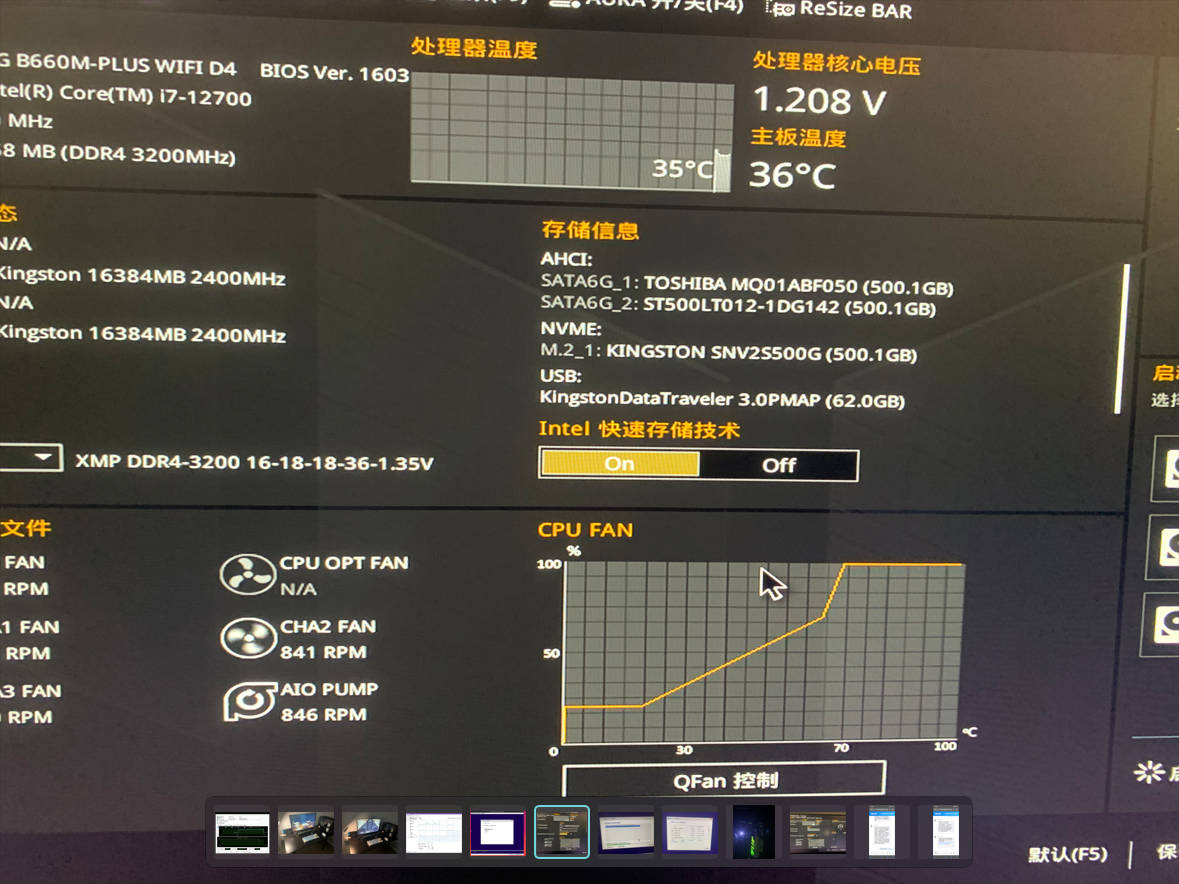 AURA 开/关(F4)
ReSize BAR
G B660M-PLUS WIFI D4
BIOS Ver. 1603
tel(R) Core(TM) i7-12700
MHz
68 MB (DDR4 3200MHz)
处理器温度
35°C
处理器核心电压
1.208 V
主板温度
36°C
态
N/A
Kingston 16384MB 2400MHz
N/A
Kingston 16384MB 2400MHz
XMP DDR4-3200 16-18-18-36-1.35V
存储信息
AHCI:
SATA6G_1: TOSHIBA MQ01ABF050 (500.1GB)
SATA6G_2: ST500LT012-1DG142 (500.1GB)
NVME:
M.2_1: KINGSTON SNV2S500G (500.1GB)
USB:
KingstonDataTraveler 3.0PMAP (62.0GB)
Intel 快速存储技术
On
Off
启
选择
文件
FAN
RPM
CPU OPT FAN
N/A
1 FAN
RPM
CHA2 FAN
841 RPM
A3 FAN
RPM
AIO PUMP
846 RPM
CPU FAN
%
100
50
0
30
70
100
°C
QFan 控制
默认(F5)
保